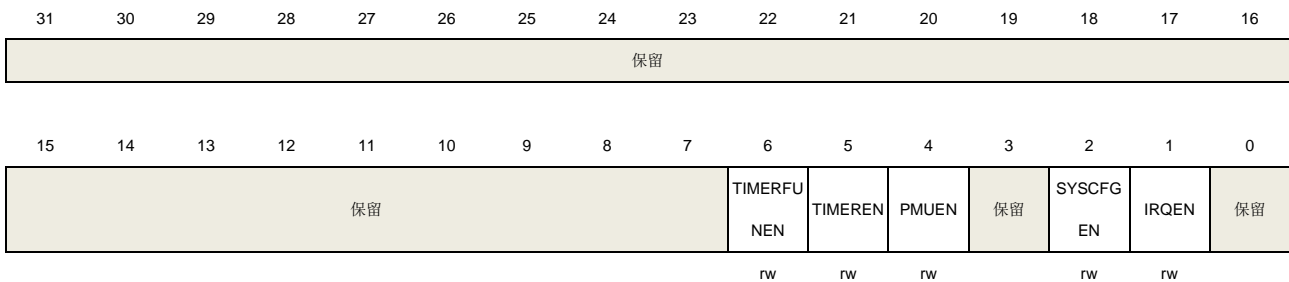 31 30 29 28 27 26 25 24 23 22 21 20 19 18 17 16
保留
15 14 13 12 11 10 9 8 7 6 5 4 3 2 1 0
TIMERFU SYSCFG
保留 TIMEREN PMUEN 保留 IRQEN 保留
NEN EN
rw rw rw rw rw